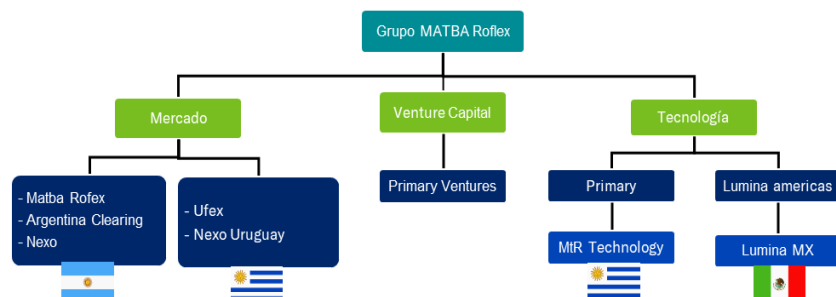 Grupo MATBA Roflex
Mercado
Venture Capital
Tecnología
- Matba Rofex
- Argentina Clearing
- Nexo
- Ufex
- Nexo Uruguay
Primary Ventures
Primary
Lumina americas
MtR Technology
Lumina MX